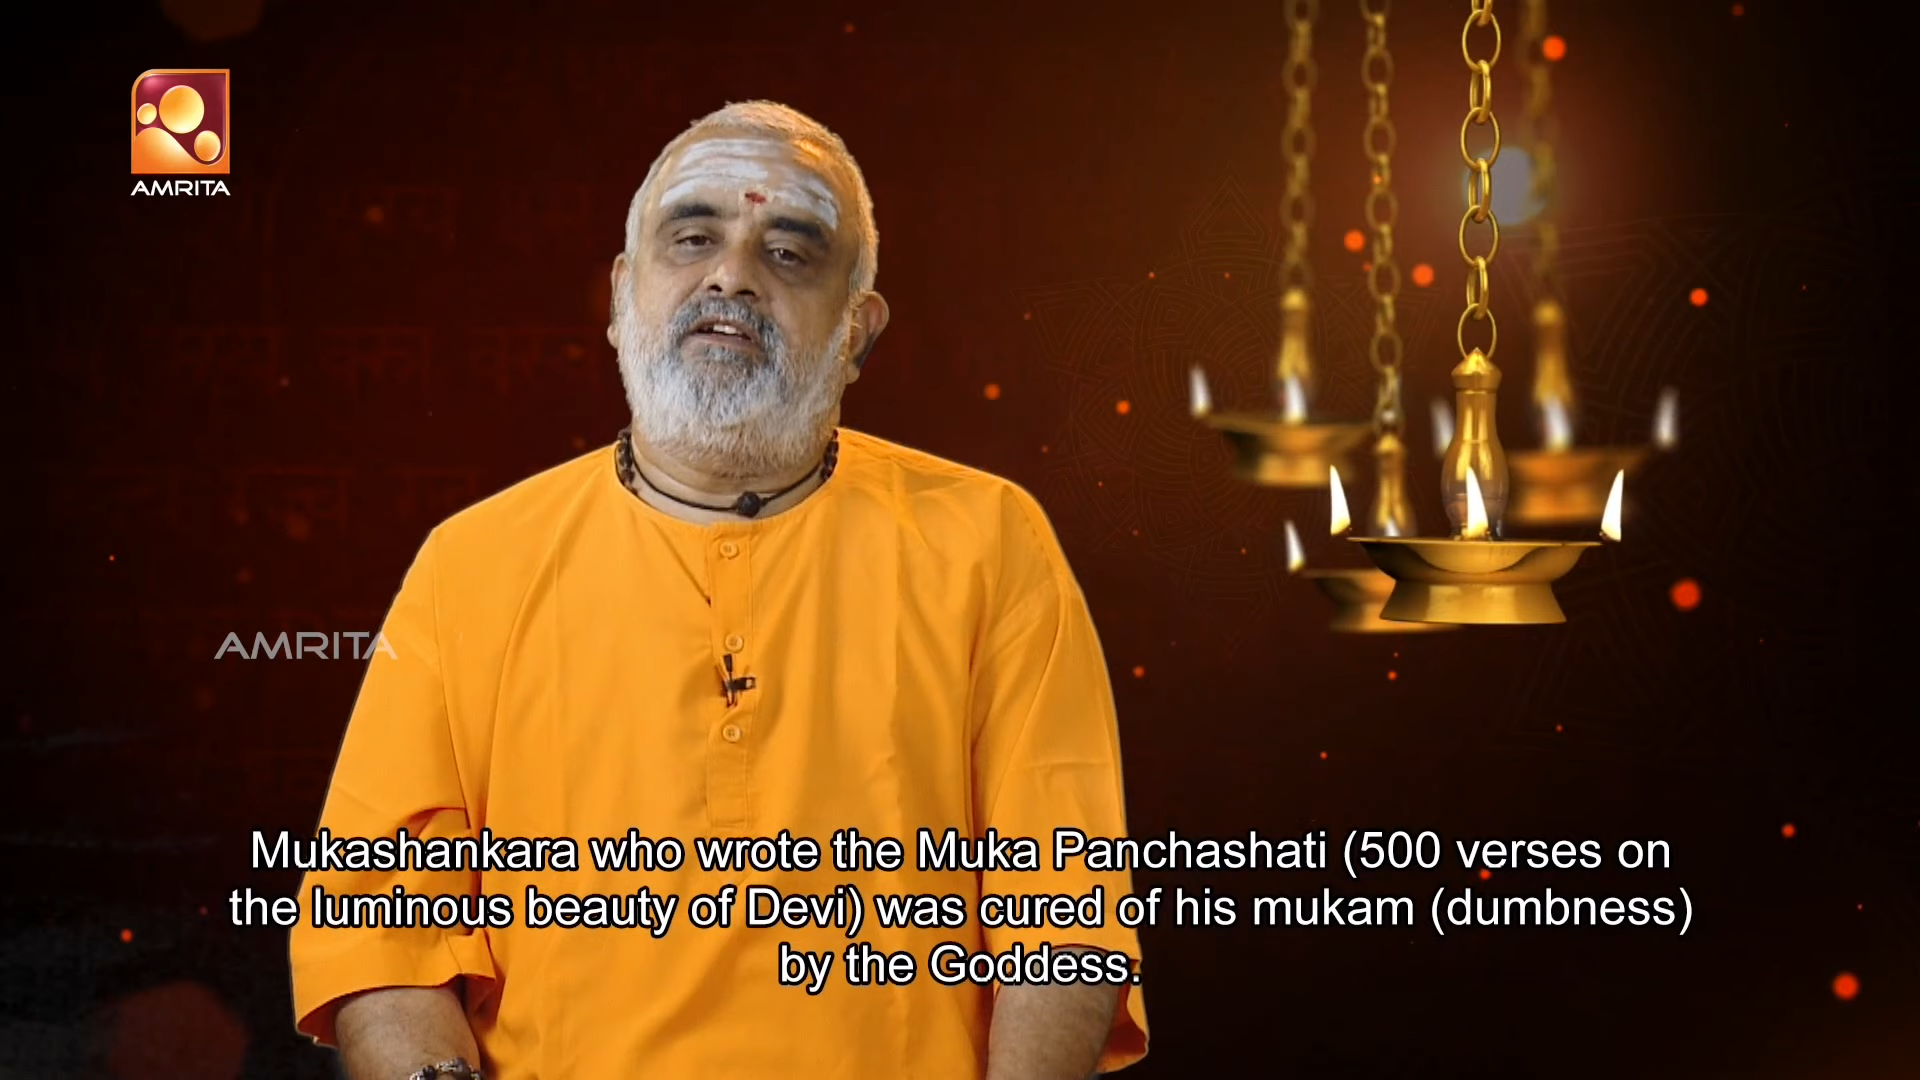 AMRITA
AMRITA
Mukashankara who wrote the Muka Panchashati (500 verses on
the luminous beauty of Devi) was cured of his mukam (dumbness)
by the Goddess.